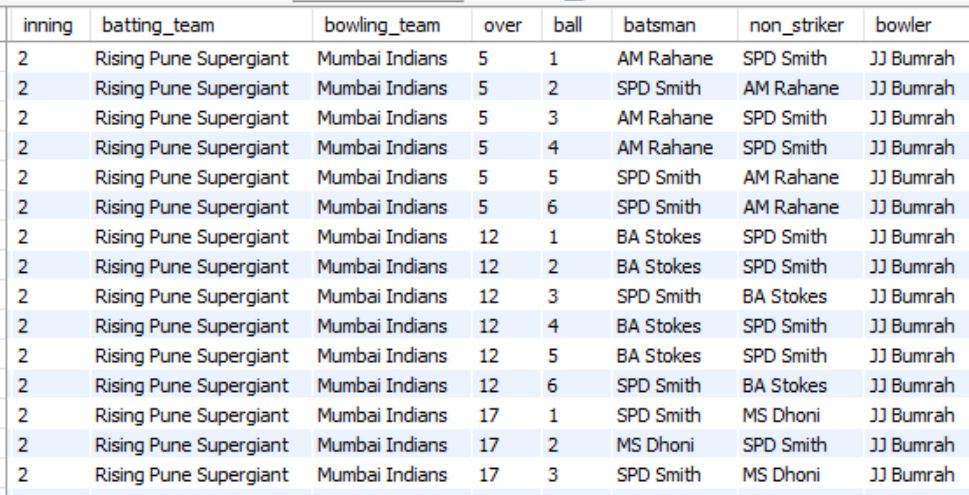 inning batting_team bowling_team over ball batsman non_striker bowler
2 Rising Pune Supergiant Mumbai Indians 5 1 AM Rahane SPD Smith JJ Bumrah
2 Rising Pune Supergiant Mumbai Indians 5 2 SPD Smith AM Rahane JJ Bumrah
2 Rising Pune Supergiant Mumbai Indians 5 3 AM Rahane SPD Smith JJ Bumrah
2 Rising Pune Supergiant Mumbai Indians 5 4 AM Rahane SPD Smith JJ Bumrah
2 Rising Pune Supergiant Mumbai Indians 5 5 SPD Smith AM Rahane JJ Bumrah
2 Rising Pune Supergiant Mumbai Indians 5 6 SPD Smith AM Rahane JJ Bumrah
2 Rising Pune Supergiant Mumbai Indians 12 1 BA Stokes SPD Smith JJ Bumrah
2 Rising Pune Supergiant Mumbai Indians 12 2 BA Stokes SPD Smith JJ Bumrah
2 Rising Pune Supergiant Mumbai Indians 12 3 SPD Smith BA Stokes JJ Bumrah
2 Rising Pune Supergiant Mumbai Indians 12 4 BA Stokes SPD Smith JJ Bumrah
2 Rising Pune Supergiant Mumbai Indians 12 5 BA Stokes SPD Smith JJ Bumrah
2 Rising Pune Supergiant Mumbai Indians 12 6 SPD Smith BA Stokes JJ Bumrah
2 Rising Pune Supergiant Mumbai Indians 17 1 SPD Smith MS Dhoni JJ Bumrah
2 Rising Pune Supergiant Mumbai Indians 17 2 MS Dhoni SPD Smith JJ Bumrah
2 Rising Pune Supergiant Mumbai Indians 17 3 SPD Smith MS Dhoni JJ Bumrah